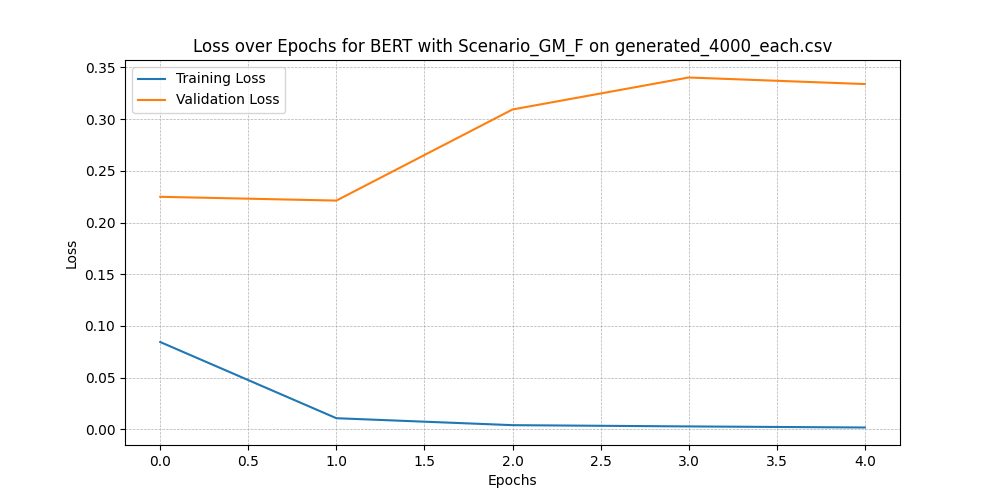 Loss over Epochs for BERT with Scenario_GM_F on generated_4000_each.csv
Training Loss
Validation Loss
0.35
0.30
0.25
0.20
0.15
0.10
0.05
0.00
Loss
0.0 0.5 1.0 1.5 2.0 2.5 3.0 3.5 4.0
Epochs